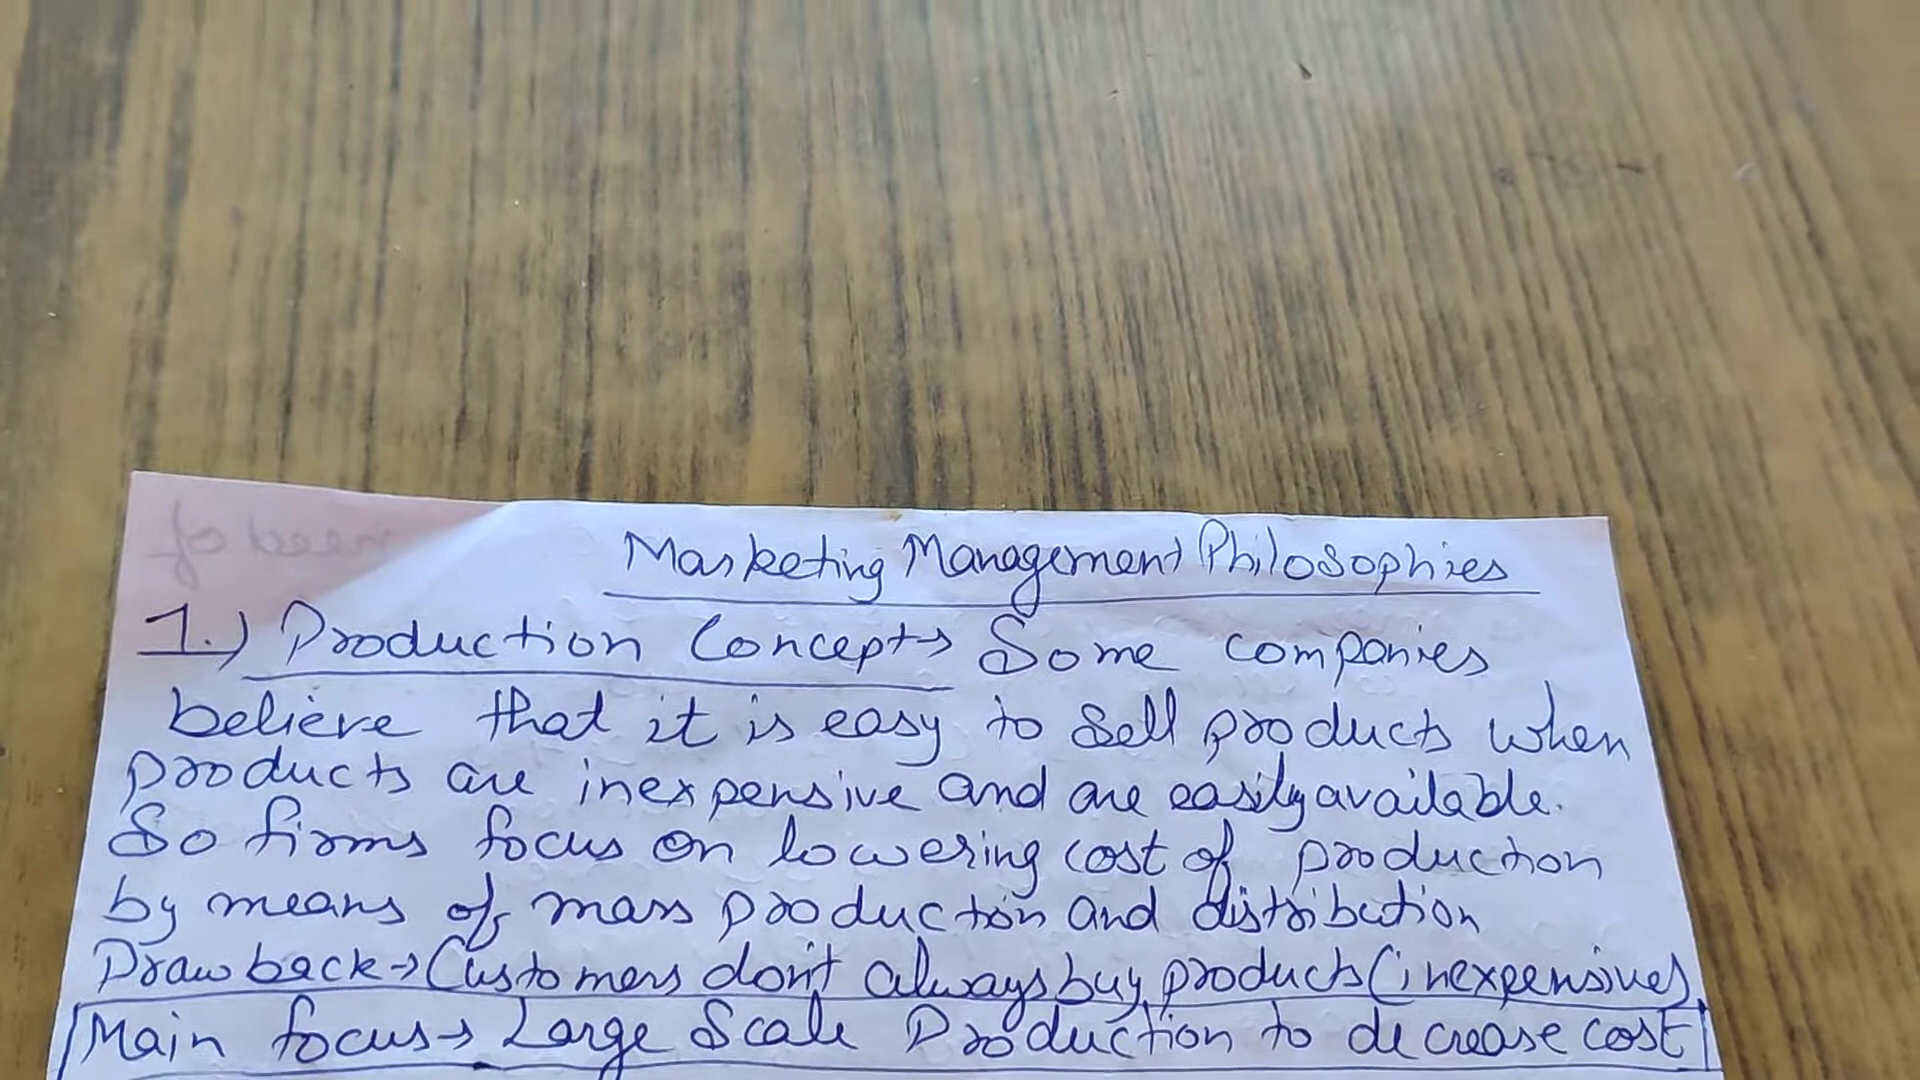 Marketing Management Philosophies
1.) Production Concept → Some companies
believe that it is easy to sell products when
products are inexpensive and are easily available.
So firms focus on lowering cost of production
by means of mass production and distribution
Drawback → Customers don't always buy products (inexpensive)
Main focus → Large Scale Production to decrease cost
need of